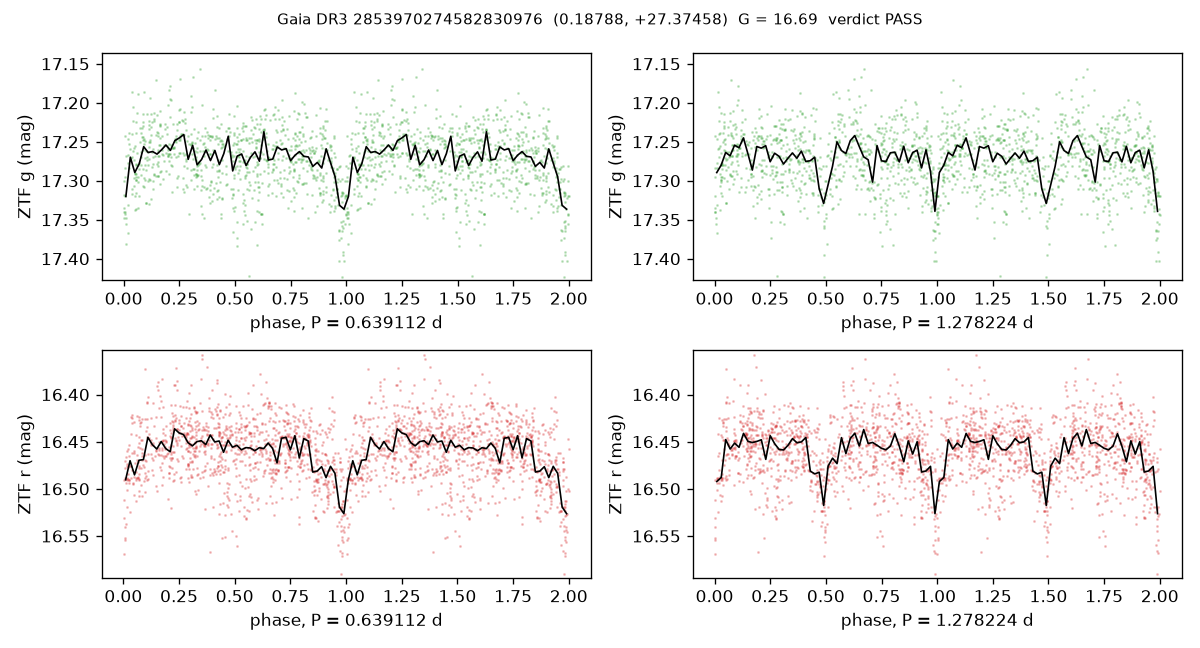 Gaia DR3 2853970274582830976  (0.18788, +27.37458)  G = 16.69  verdict PASS
17.15
17.20
17.25
17.30
17.35
17.40
ZTF g (mag)
0.00 0.25 0.50 0.75 1.00 1.25 1.50 1.75 2.00
phase, P = 0.639112 d
17.15
17.20
17.25
17.30
17.35
17.40
ZTF g (mag)
0.00 0.25 0.50 0.75 1.00 1.25 1.50 1.75 2.00
phase, P = 1.278224 d
16.40
16.45
16.50
16.55
ZTF r (mag)
0.00 0.25 0.50 0.75 1.00 1.25 1.50 1.75 2.00
phase, P = 0.639112 d
16.40
16.45
16.50
16.55
ZTF r (mag)
0.00 0.25 0.50 0.75 1.00 1.25 1.50 1.75 2.00
phase, P = 1.278224 d